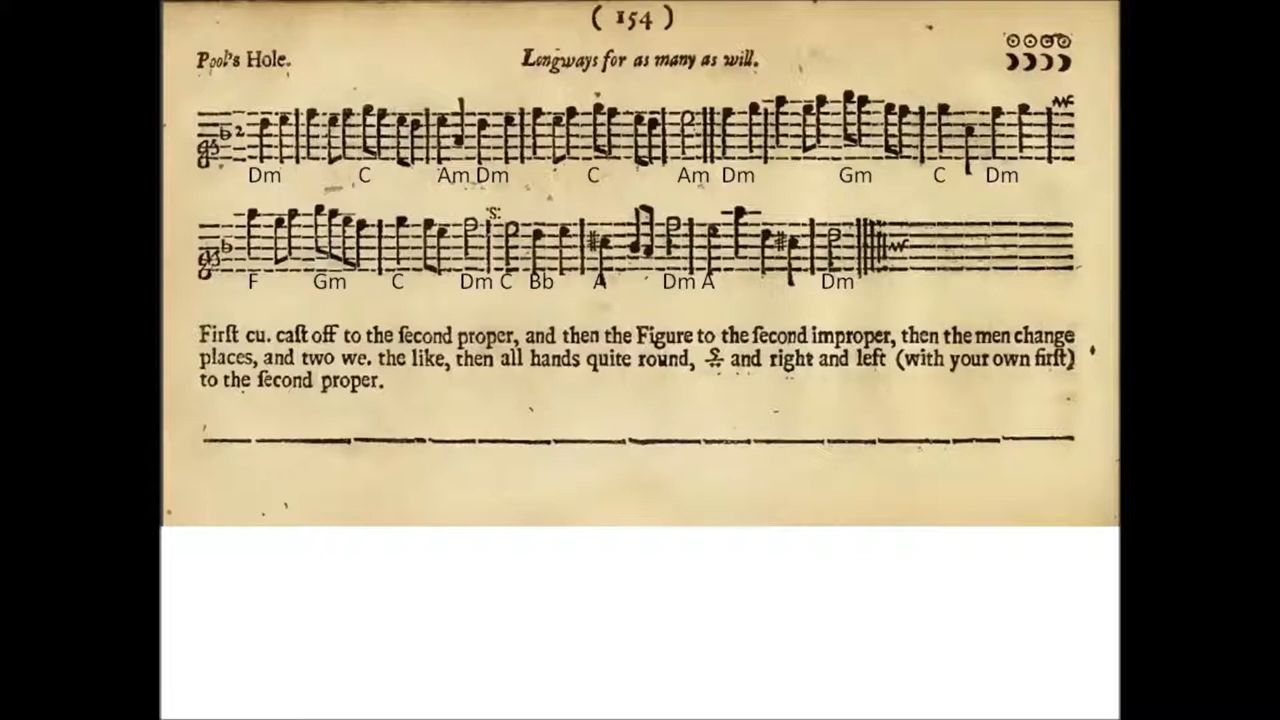 ( 154 )
Pool's Hole. Longways for as many as will.
Dm C Am Dm C Am Dm Gm C Dm
F Gm C Dm C Bb A Dm A Dm
Firſt cu. caſt off to the ſecond proper, and then the Figure to the ſecond improper, then the men change
places, and two we. the like, then all hands quite round, and right and left (with your own firſt)
to the ſecond proper.